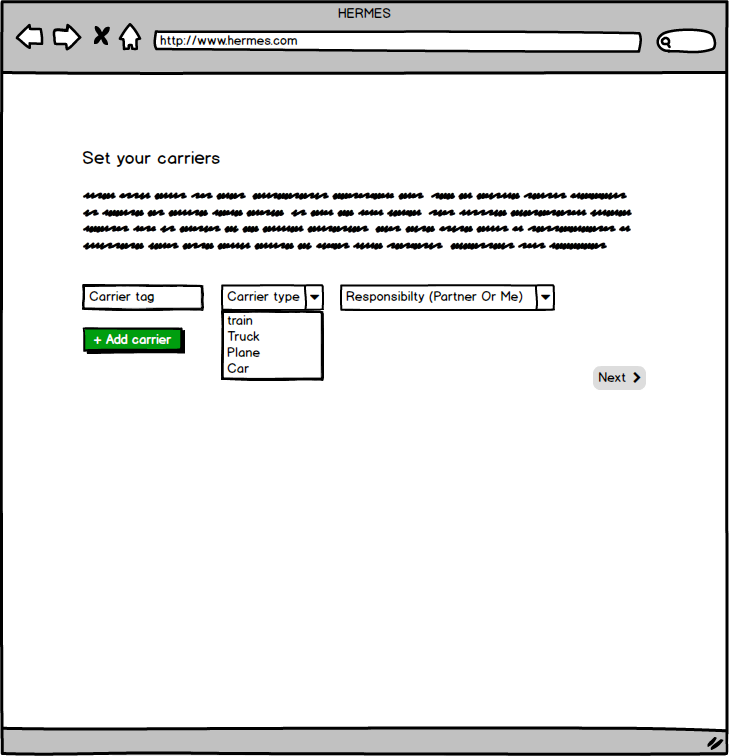 HERMES
http://www.hermes.com
Set your carriers
Carrier tag
Carrier type
Responsibilty (Partner Or Me)
train
Truck
Plane
Car
+ Add carrier
Next